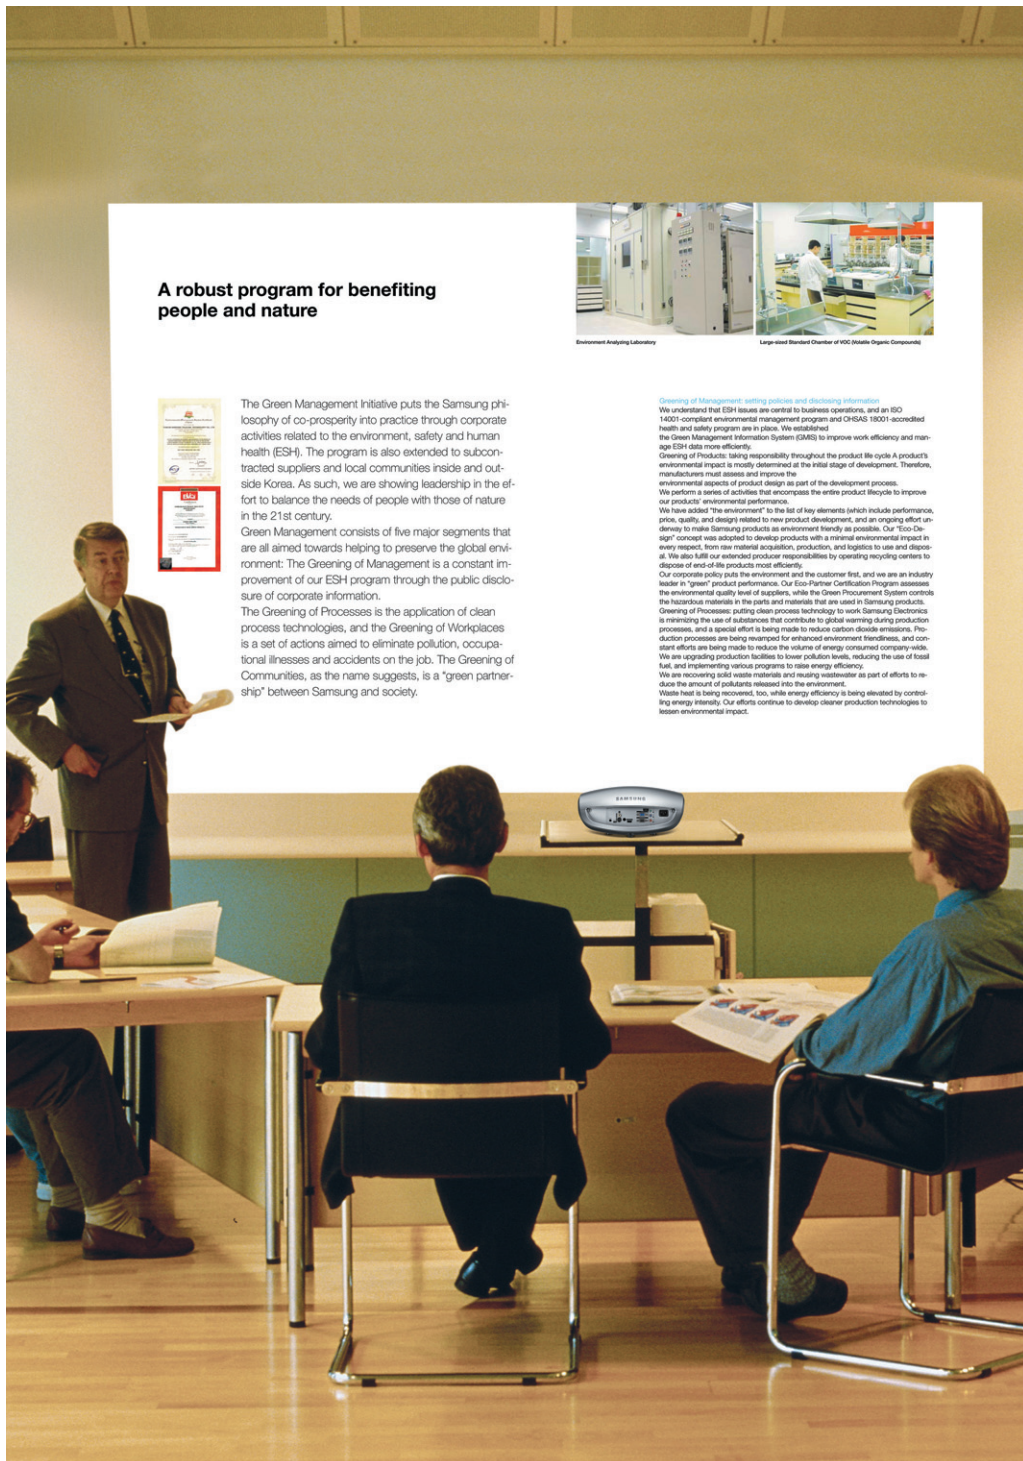 A robust program for benefiting
people and nature
Environment Analyzing Laboratory
Large-sized Standard Chamber of VOC (Volatile Organic Compounds)
The Green Management Initiative puts the Samsung phi-
losophy of co-prosperity into practice through corporate
activities related to the environment, safety and human
health (ESH). The program is also extended to subcon-
tracted suppliers and local communities inside and out-
side Korea. As such, we are showing leadership in the ef-
fort to balance the needs of people with those of nature
in the 21st century.
Green Management consists of five major segments that
are all aimed towards helping to preserve the global envi-
ronment: The Greening of Management is a constant im-
provement of our ESH program through the public disclo-
sure of corporate information.
The Greening of Processes is the application of clean
process technologies, and the Greening of Workplaces
is a set of actions aimed to eliminate pollution, occupa-
tional illnesses and accidents on the job. The Greening of
Communities, as the name suggests, is a "green partner-
ship" between Samsung and society.
Greening of Management: setting policies and disclosing information
We understand that ESH issues are central to business operations, and an ISO
14001-compliant environmental management program and OHSAS 18001-accredited
health and safety program are in place. We established
the Green Management Information System (GMIS) to improve work efficiency and man-
age ESH data more efficiently.
Greening of Products: taking responsibility throughout the product life cycle A product's
environmental impact is mostly determined at the initial stage of development. Therefore,
manufacturers must assess and improve the
environmental aspects of product design as part of the development process.
We perform a series of activities that encompass the entire product lifecycle to improve
our products' environmental performance.
We have added "the environment" to the list of key elements (which include performance,
price, quality, and design) related to new product development, and an ongoing effort un-
derway to make Samsung products as environment friendly as possible. Our "Eco-De-
sign" concept was adopted to develop products with a minimal environmental impact in
every respect, from raw material acquisition, production, and logistics to use and dispos-
al. We also fulfill our extended producer responsibilities by operating recycling centers to
dispose of end-of-life products most efficiently.
Our corporate policy puts the environment and the customer first, and we are an industry
leader in "green" product performance. Our Eco-Partner Certification Program assesses
the environmental quality level of suppliers, while the Green Procurement System controls
the hazardous materials in the parts and materials that are used in Samsung products.
Greening of Processes: putting clean process technology to work Samsung Electronics
is minimizing the use of substances that contribute to global warming during production
processes, and a special effort is being made to reduce carbon dioxide emissions. Pro-
duction processes are being revamped for enhanced environment friendliness, and con-
stant efforts are being made to reduce the volume of energy consumed company-wide.
We are upgrading production facilities to lower pollution levels, reducing the use of fossil
fuel, and implementing various programs to raise energy efficiency.
We are recovering solid waste materials and reusing wastewater as part of efforts to re-
duce the amount of pollutants released into the environment.
Waste heat is being recovered, too, while energy efficiency is being elevated by control-
ling energy intensity. Our efforts continue to develop cleaner production technologies to
lessen environmental impact.
SAMSUNG